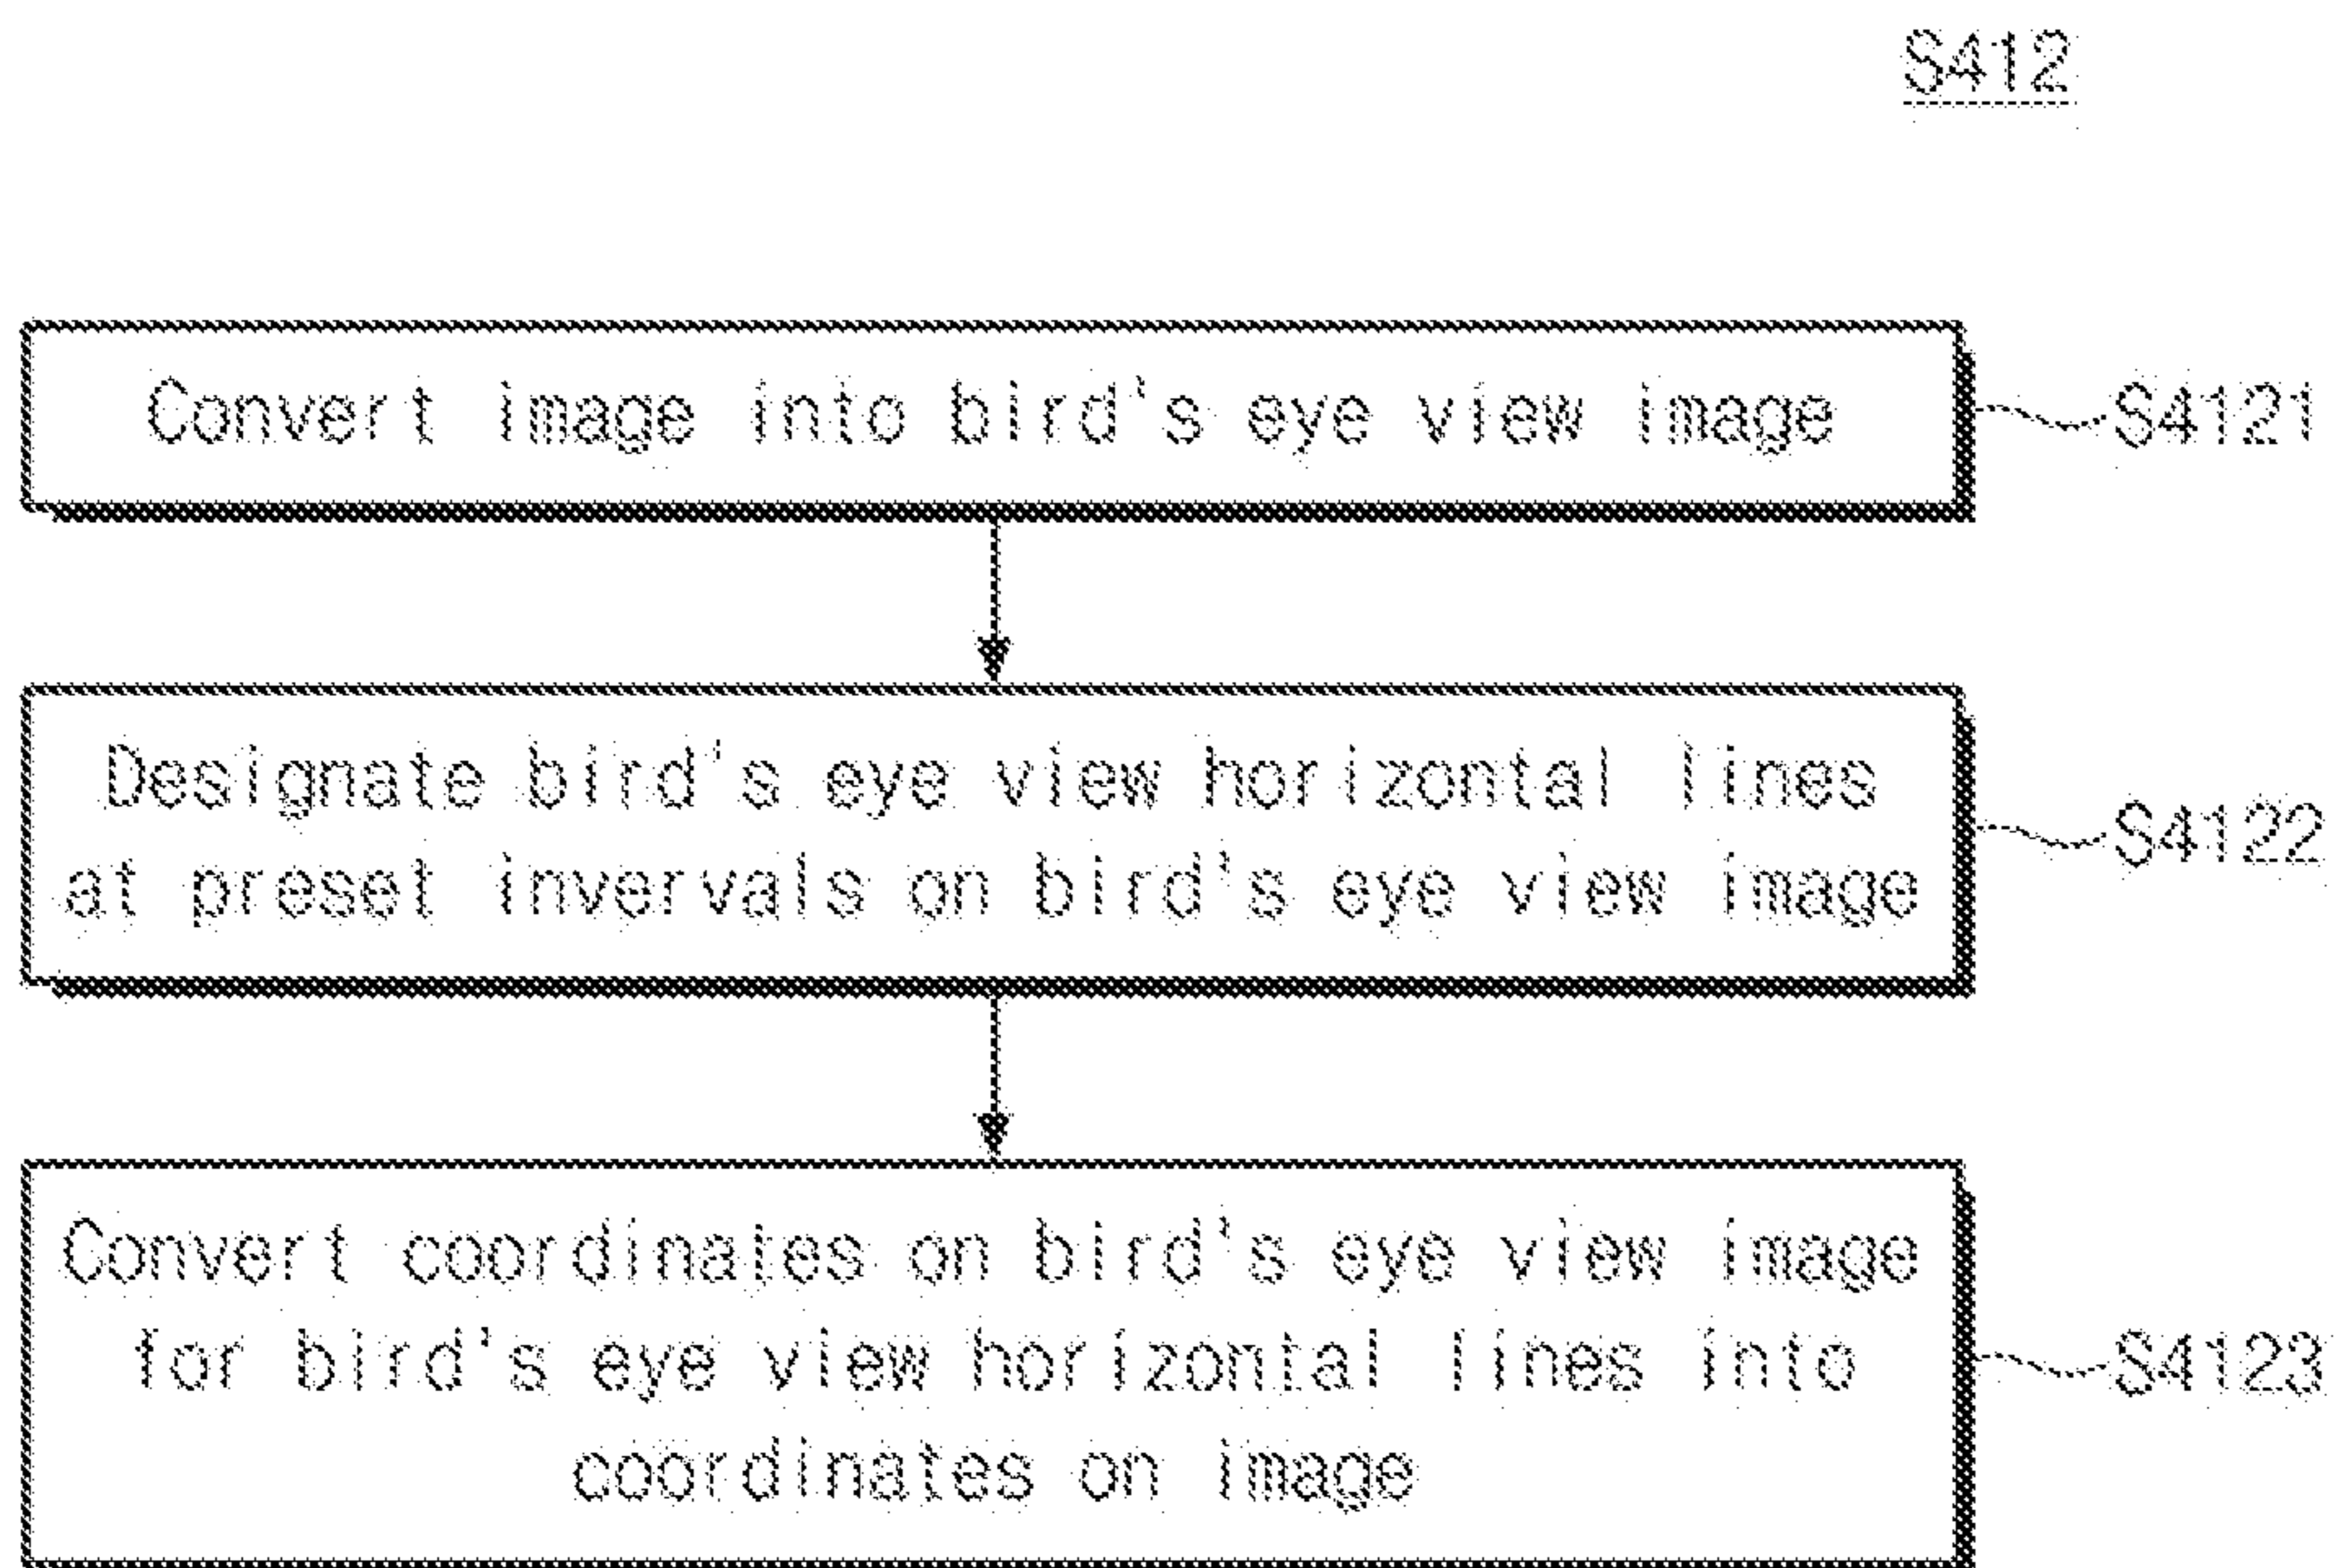 S412
Convert image into bird's eye view image
S4121
Designate bird's eye view horizontal lines
at preset invervals on bird's eye view image
S4122
Convert coordinates on bird's eye view image
for bird's eye view horizontal lines into
coordinates on image
S4123